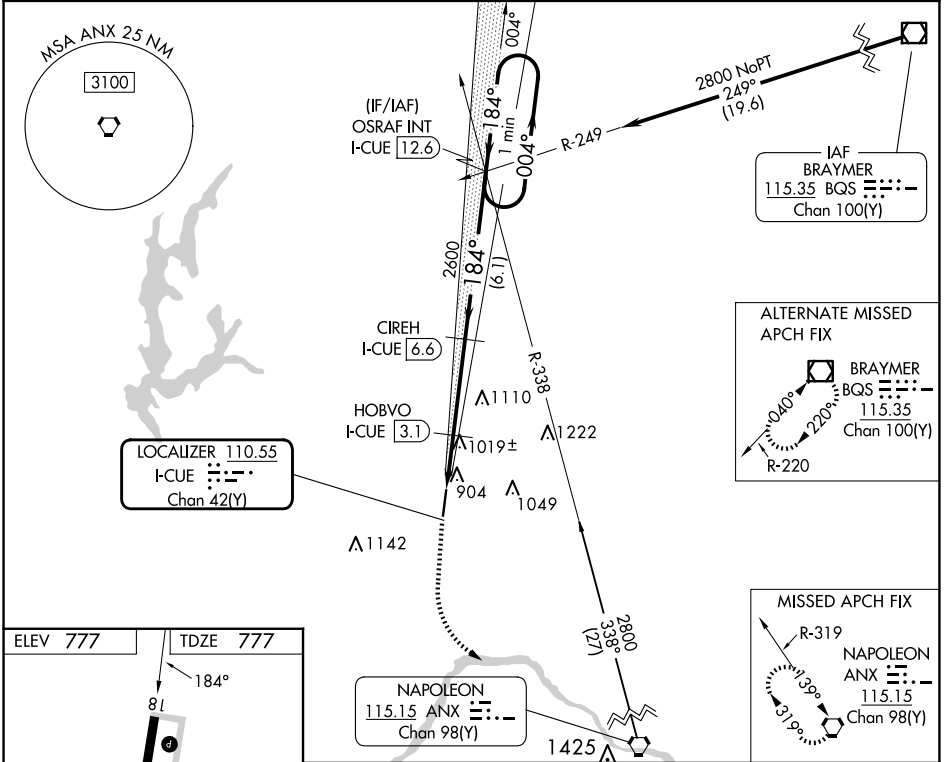 MSA ANX 25 NM
3100
(IF/IAF)
OSRAF INT
I-CUE 12.6
004°
184°
1 min
004°
2800 NoPT
249°
(19.6)
R-249
IAF
BRAYMER
115.35 BQS
Chan 100(Y)
2600
184°
(6.1)
CIREH
I-CUE 6.6
R-338
HOBVO
I-CUE 3.1
1110
1222
1019±
904
1049
1142
LOCALIZER 110.55
I-CUE
Chan 42(Y)
ALTERNATE MISSED
APCH FIX
BRAYMER
BQS
115.35
Chan 100(Y)
040°
220°
R-220
2800
338°
(27)
NAPOLEON
115.15 ANX
Chan 98(Y)
1425
MISSED APCH FIX
R-319
NAPOLEON
ANX
115.15
Chan 98(Y)
139°
319°
ELEV 777
TDZE 777
184°
18
P